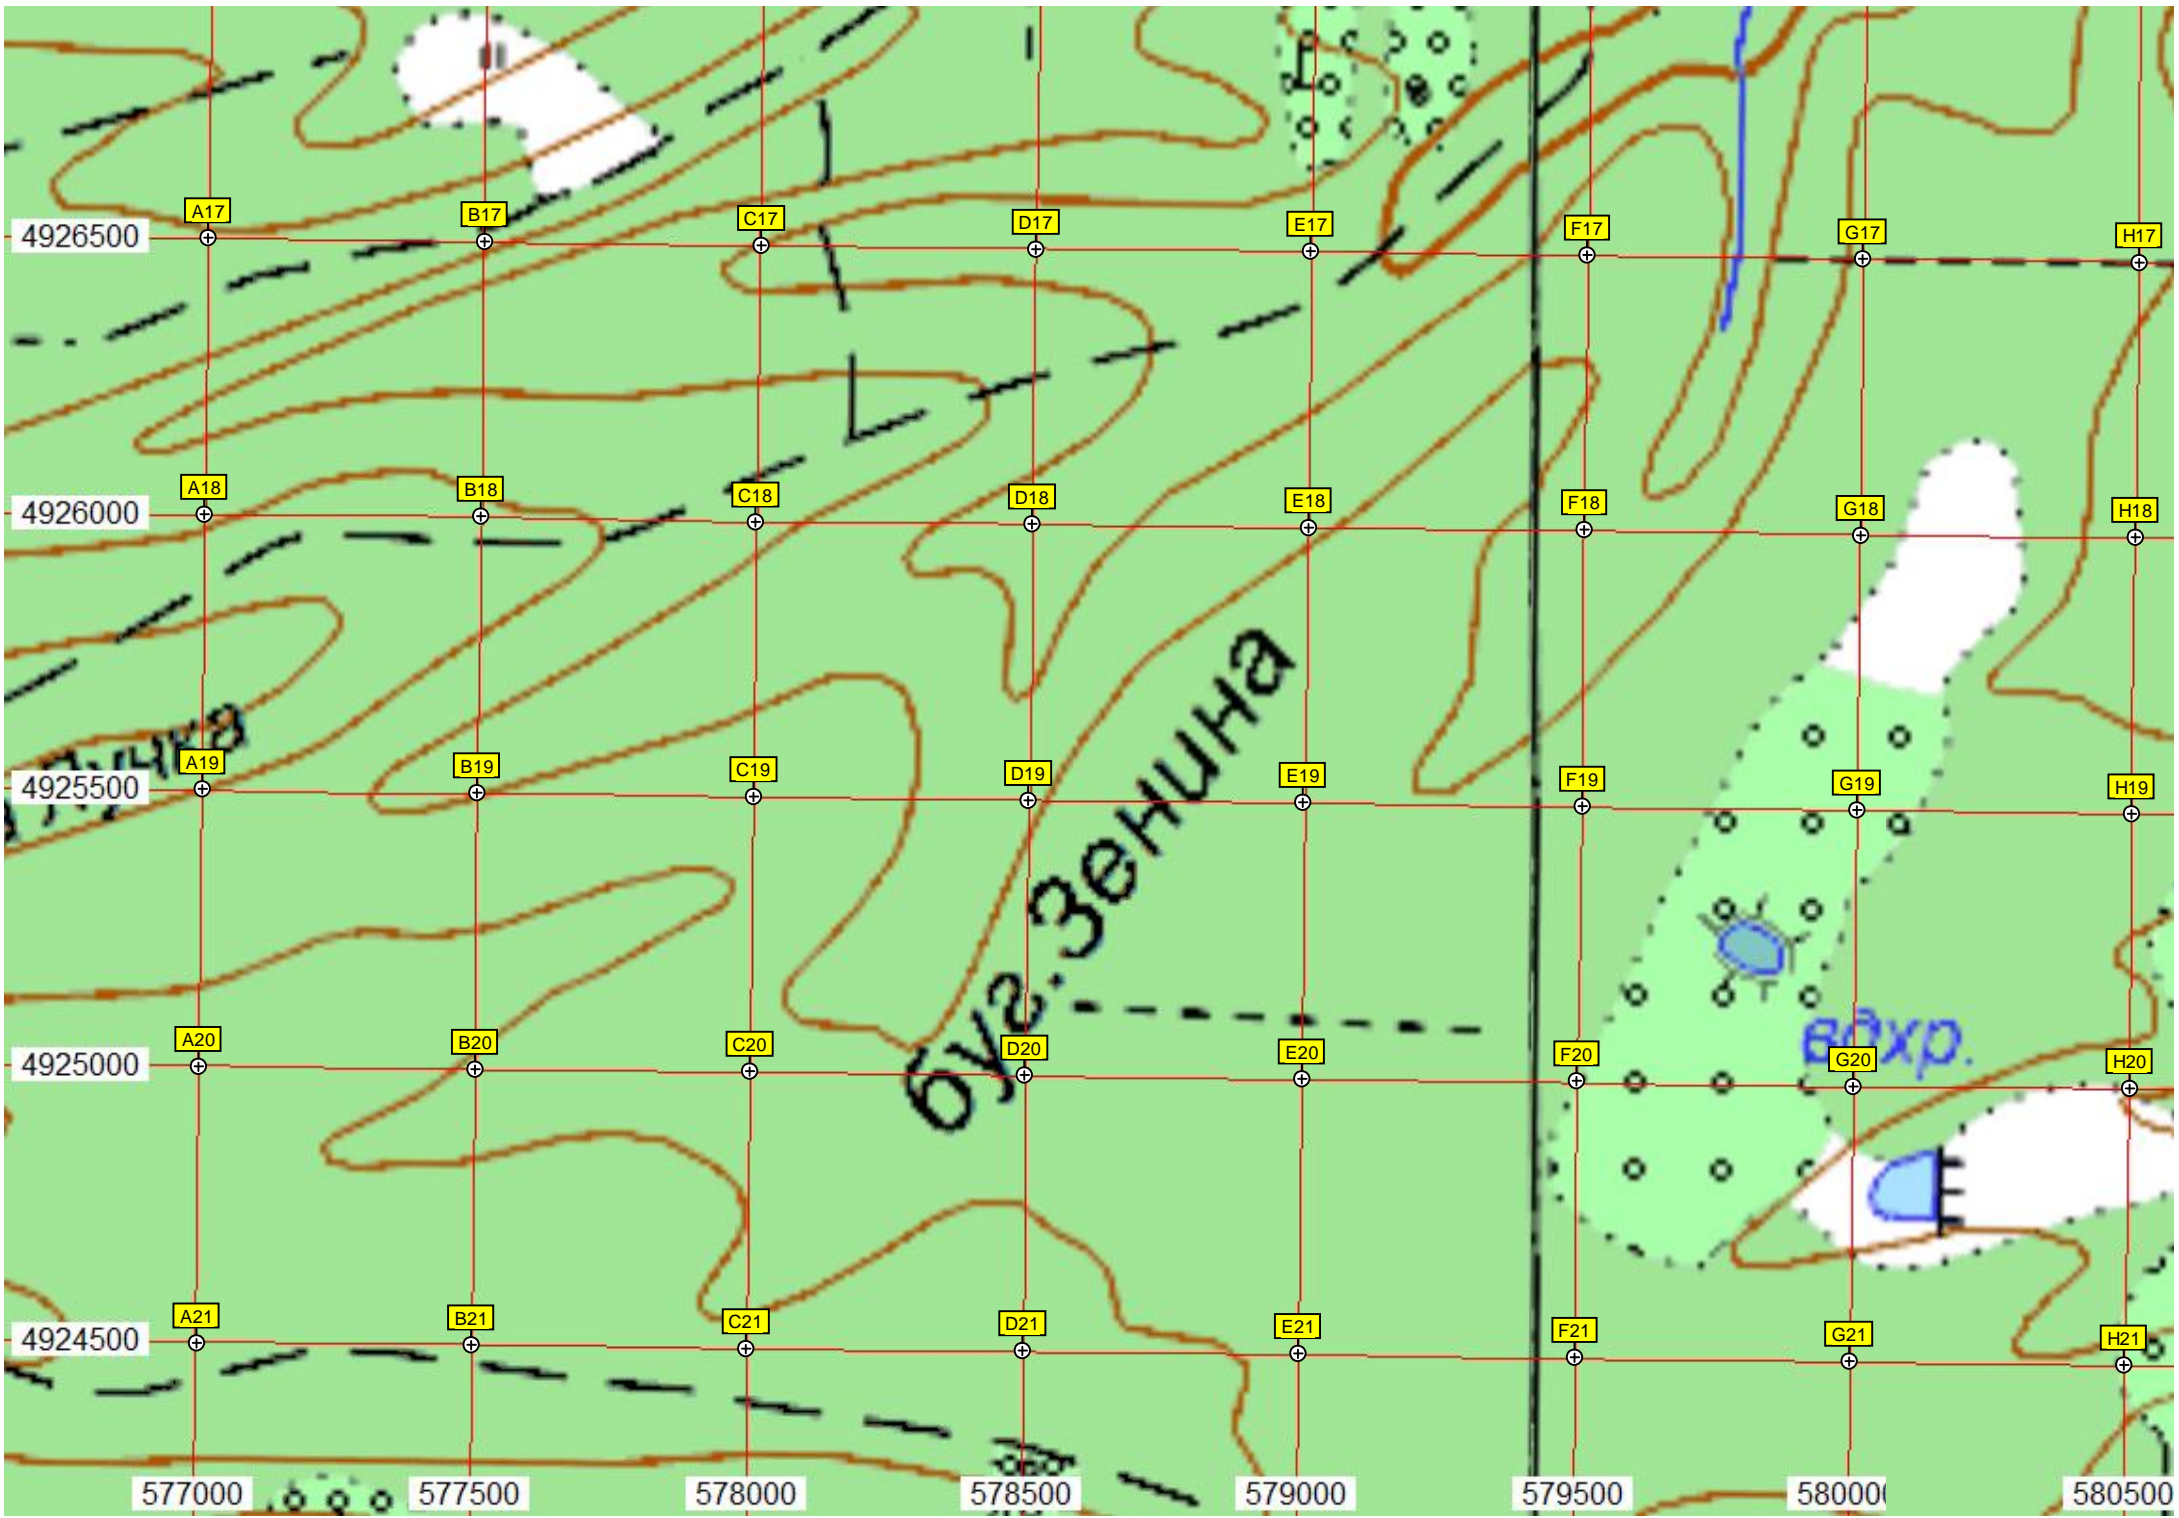 A17 B17 C17 D17 E17 F17 G17 H17
4926500
A18 B18 C18 D18 E18 F18 G18 H18
4926000
Лучка
буг. Зенина
A19 B19 C19 D19 E19 F19 G19 H19
4925500
вдхр.
A20 B20 C20 D20 E20 F20 G20 H20
4925000
A21 B21 C21 D21 E21 F21 G21 H21
4924500
577000 577500 578000 578500 579000 579500 580000 580500